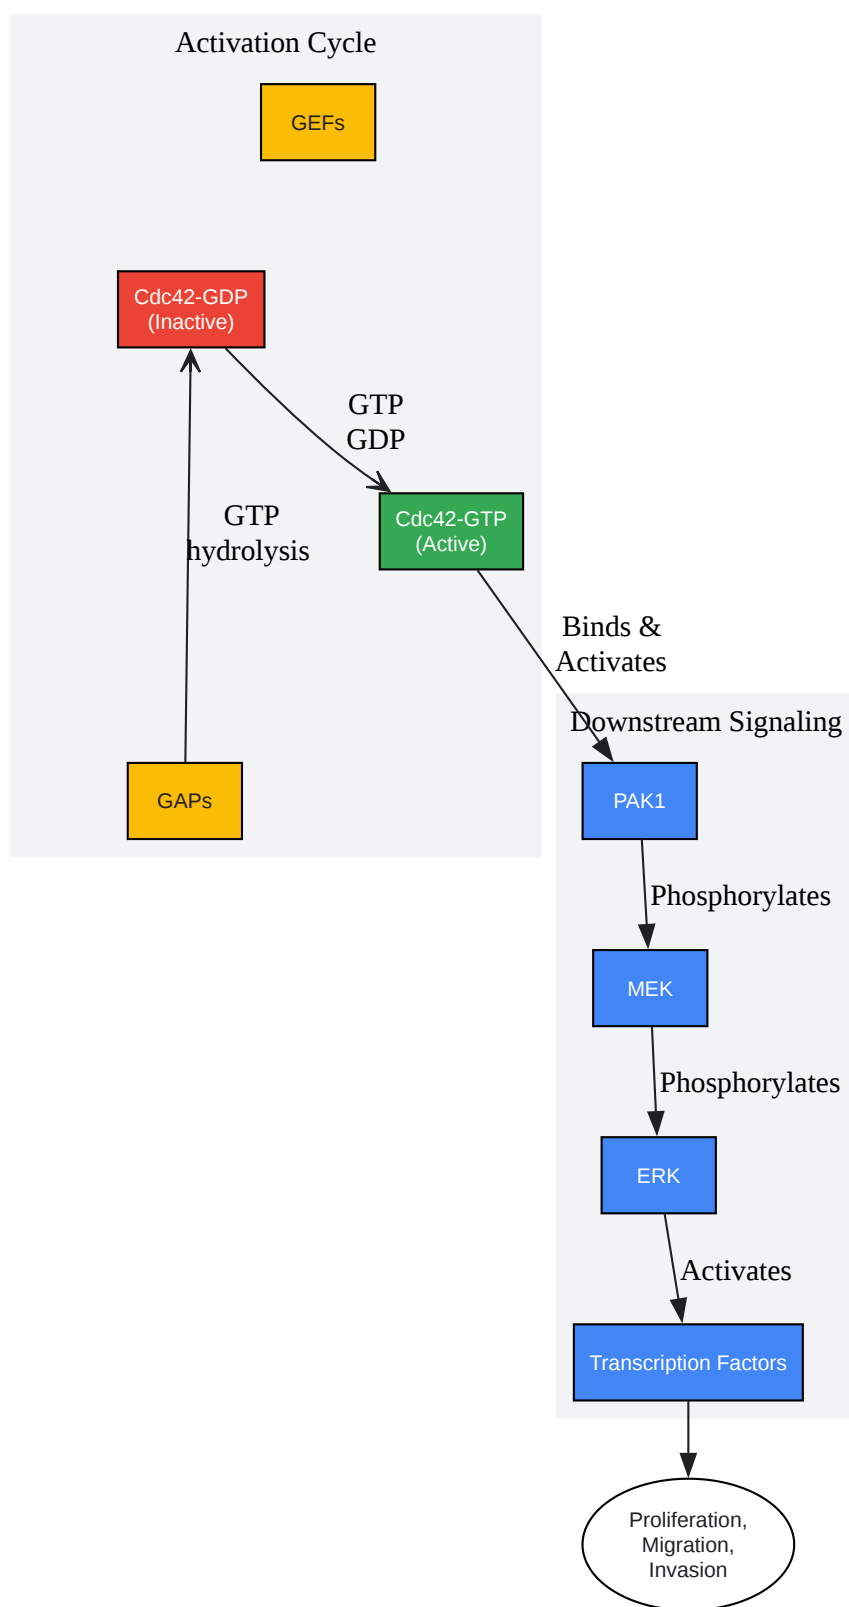 Activation Cycle
GEFs
Cdc42-GDP
(Inactive)
GTP
GDP
Cdc42-GTP
(Active)
GTP
hydrolysis
GAPs
Binds &
Activates
Downstream Signaling
PAK1
Phosphorylates
MEK
Phosphorylates
ERK
Activates
Transcription Factors
Proliferation,
Migration,
Invasion